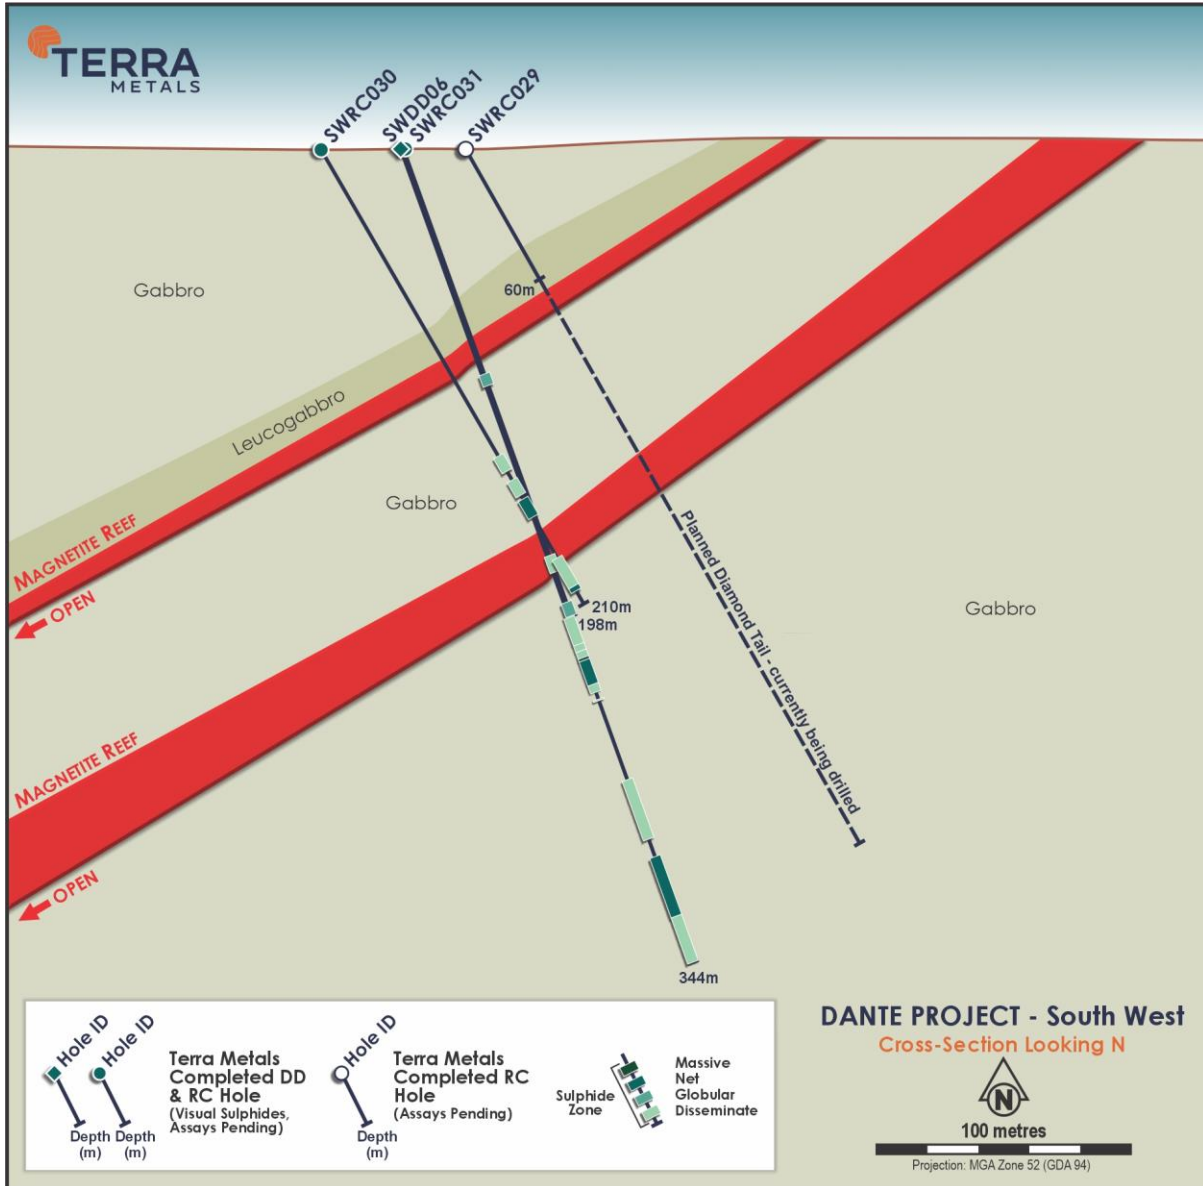 TERRA
METALS
SWRC030
SWDD06
SWRC031
SWRC029
Gabbro
60m
Leucogabbro
Gabbro
MAGNETITE REEF
OPEN
Planned Diamond Tail - currently being drilled
210m
198m
Gabbro
MAGNETITE REEF
OPEN
344m
Hole ID
Hole ID
Depth
(m)
Depth
(m)
Terra Metals
Completed DD
& RC Hole
(Visual Sulphides,
Assays Pending)
Hole ID
Depth
(m)
Terra Metals
Completed RC
Hole
(Assays Pending)
Sulphide
Zone
Massive
Net
Globular
Disseminate
DANTE PROJECT - South West
Cross-Section Looking N
N
100 metres
Projection: MGA Zone 52 (GDA 94)